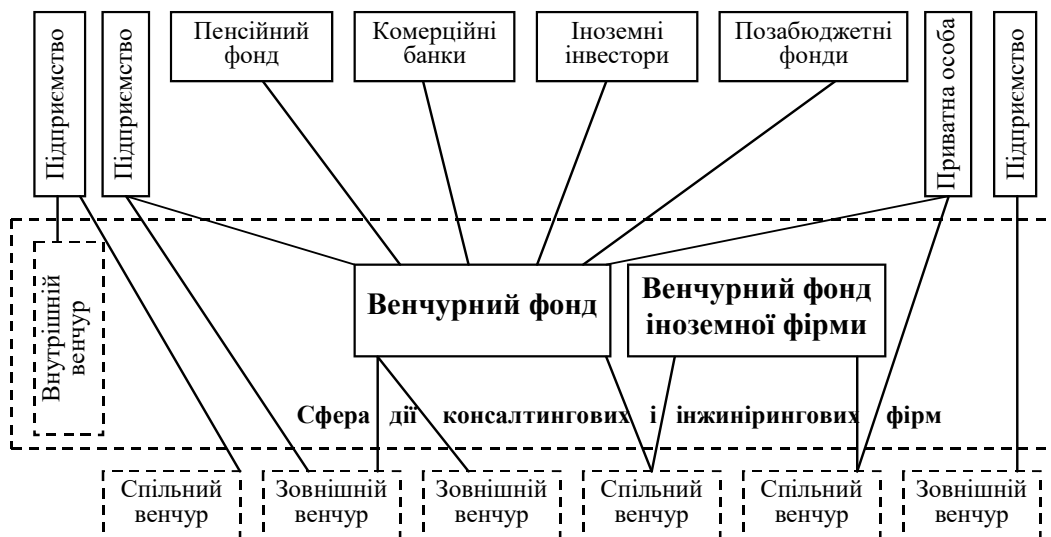 Підприємство
Підприємство
Пенсійний
фонд
Комерційні
банки
Іноземні
інвестори
Позабюджетні
фонди
Приватна особа
Підприємство
Внутрішній
венчур
Венчурний фонд
Венчурний фонд
іноземної фірми
Сфера дії консалтингових і інжинірингових фірм
Спільний
венчур
Зовнішній
венчур
Зовнішній
венчур
Спільний
венчур
Спільний
венчур
Зовнішній
венчур